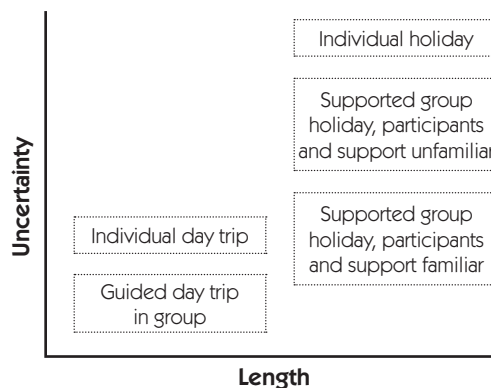 Individual holiday
Supported group
holiday, participants
and support unfamiliar
Supported group
holiday, participants
and support familiar
Individual day trip
Guided day trip
in group
Uncertainty
Length